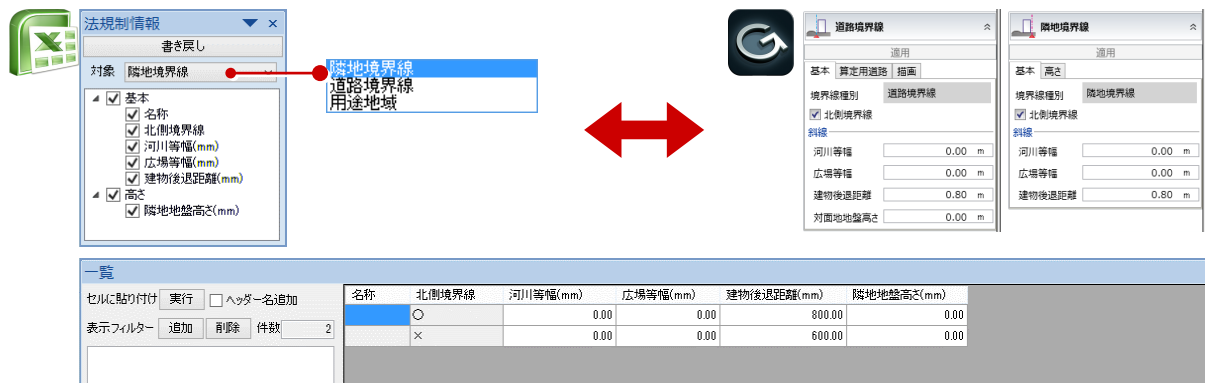 法規制情報
書き戻し
対象 隣地境界線
基本
名称
北側境界線
河川等幅(mm)
広場等幅(mm)
建物後退距離(mm)
高さ
隣地地盤高さ(mm)
隣地境界線
道路境界線
用途地域
道路境界線
適用
基本 算定用道路 描画
境界線種別 道路境界線
北側境界線
斜線
河川等幅 0.00 m
広場等幅 0.00 m
建物後退距離 0.80 m
対面地地盤高さ 0.00 m
隣地境界線
適用
基本 高さ
境界線種別 隣地境界線
北側境界線
斜線
河川等幅 0.00 m
広場等幅 0.00 m
建物後退距離 0.80 m
一覧
セルに貼り付け 実行 ヘッダー名追加
表示フィルター 追加 削除 件数 2
名称 北側境界線 河川等幅(mm) 広場等幅(mm) 建物後退距離(mm) 隣地地盤高さ(mm)
○ 0.00 0.00 800.00 0.00
× 0.00 0.00 600.00 0.00